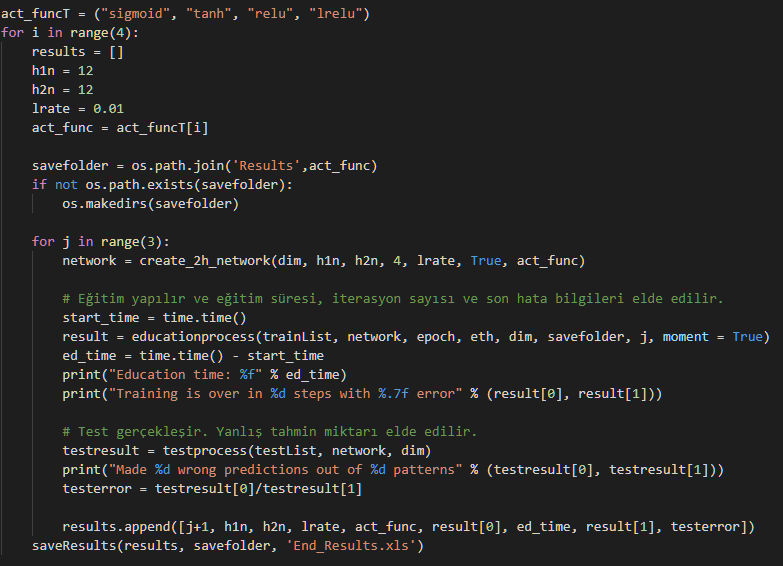 act_funcT = ("sigmoid", "tanh", "relu", "lrelu")
for i in range(4):
    results = []
    h1n = 12
    h2n = 12
    lrate = 0.01
    act_func = act_funcT[i]

    savefolder = os.path.join('Results',act_func)
    if not os.path.exists(savefolder):
        os.makedirs(savefolder)

    for j in range(3):
        network = create_2h_network(dim, h1n, h2n, 4, lrate, True, act_func)

        # Eğitim yapılır ve eğitim süresi, iterasyon sayısı ve son hata bilgileri elde edilir.
        start_time = time.time()
        result = educationprocess(trainList, network, epoch, eth, dim, savefolder, j, moment = True)
        ed_time = time.time() - start_time
        print("Education time: %f" % ed_time)
        print("Training is over in %d steps with %.7f error" % (result[0], result[1]))

        # Test gerçekleşir. Yanlış tahmin miktarı elde edilir.
        testresult = testprocess(testList, network, dim)
        print("Made %d wrong predictions out of %d patterns" % (testresult[0], testresult[1]))
        testerror = testresult[0]/testresult[1]

        results.append([j+1, h1n, h2n, lrate, act_func, result[0], ed_time, result[1], testerror])
    saveResults(results, savefolder, 'End_Results.xls')